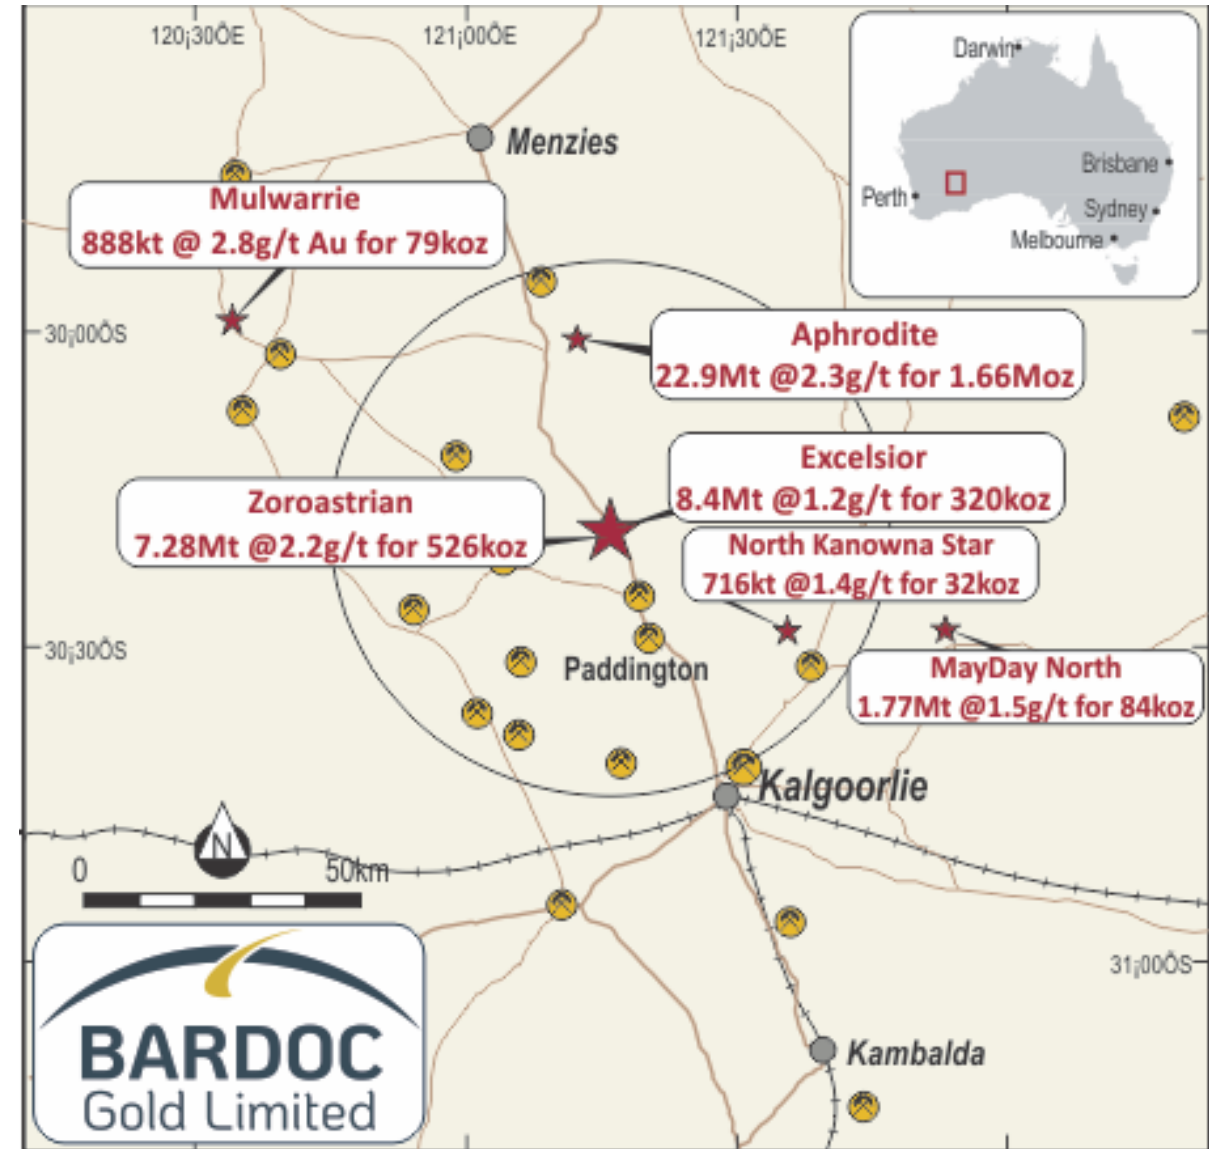 120¡30ÕE
121¡00ÕE
121¡30ÕE
Darwin
Brisbane
Perth
Sydney
Melbourne
Menzies
Mulwarrie
888kt @ 2.8g/t Au for 79koz
30¡00ÕS
Aphrodite
22.9Mt @2.3g/t for 1.66Moz
Excelsior
8.4Mt @1.2g/t for 320koz
Zoroastrian
7.28Mt @2.2g/t for 526koz
North Kanowna Star
716kt @1.4g/t for 32koz
30¡30ÕS
Paddington
MayDay North
1.77Mt @1.5g/t for 84koz
Kalgoorlie
N
0
50km
31¡00ÕS
BARDOC
Gold Limited
Kambalda